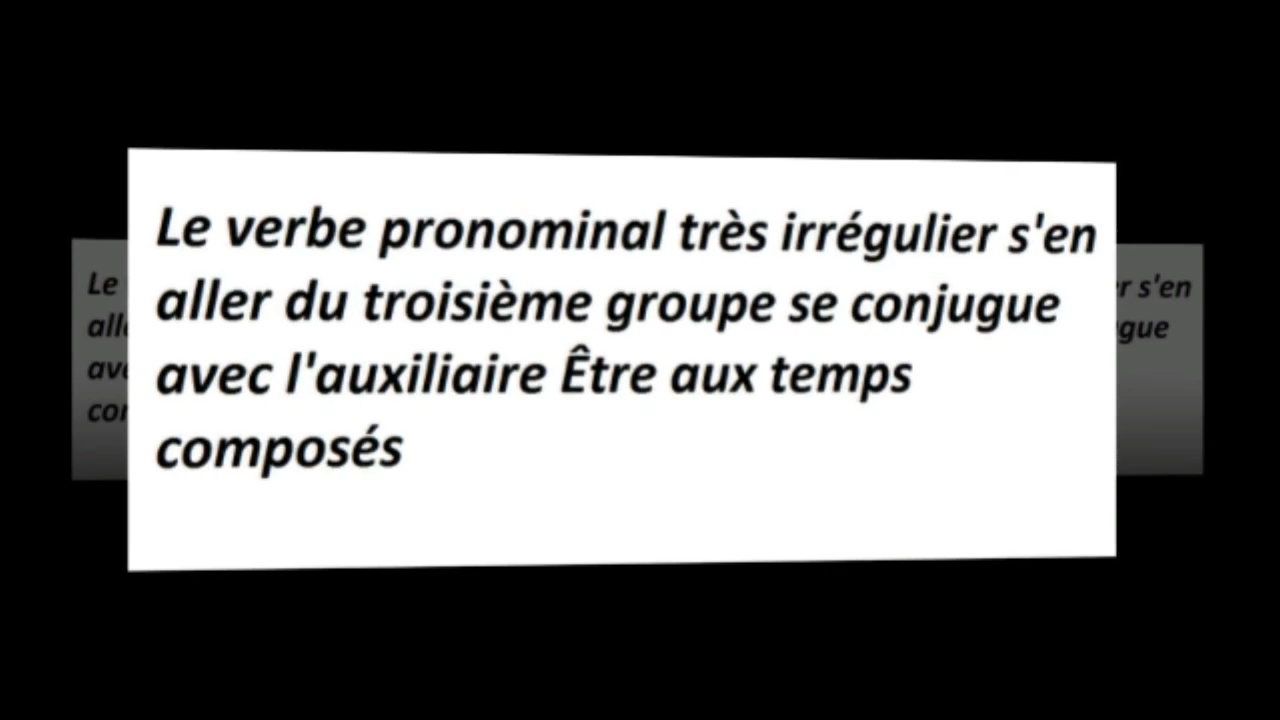 Le verbe pronominal très irrégulier s'en
aller du troisième groupe se conjugue
avec l'auxiliaire Être aux temps
composés